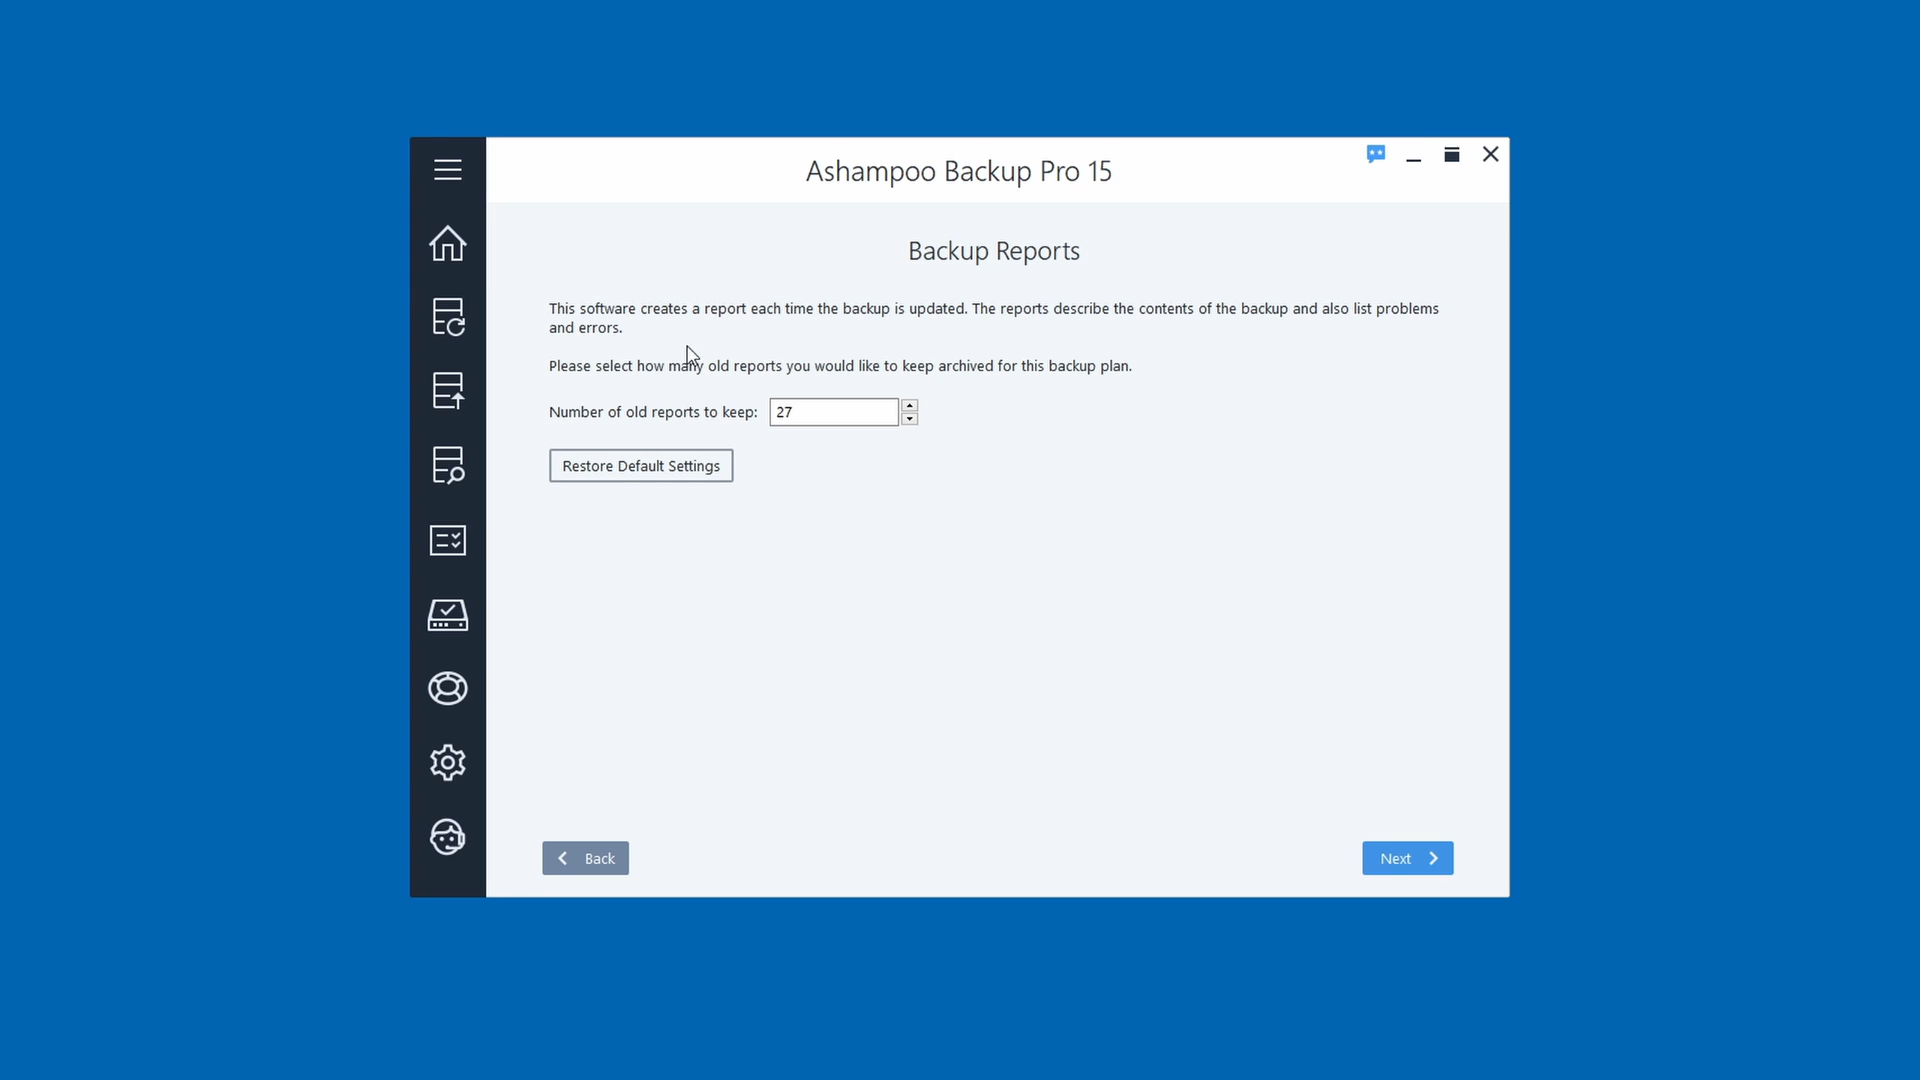 Ashampoo Backup Pro 15
Backup Reports
This software creates a report each time the backup is updated. The reports describe the contents of the backup and also list problems
and errors.
Please select how many old reports you would like to keep archived for this backup plan.
Number of old reports to keep: 27
Restore Default Settings
Back
Next